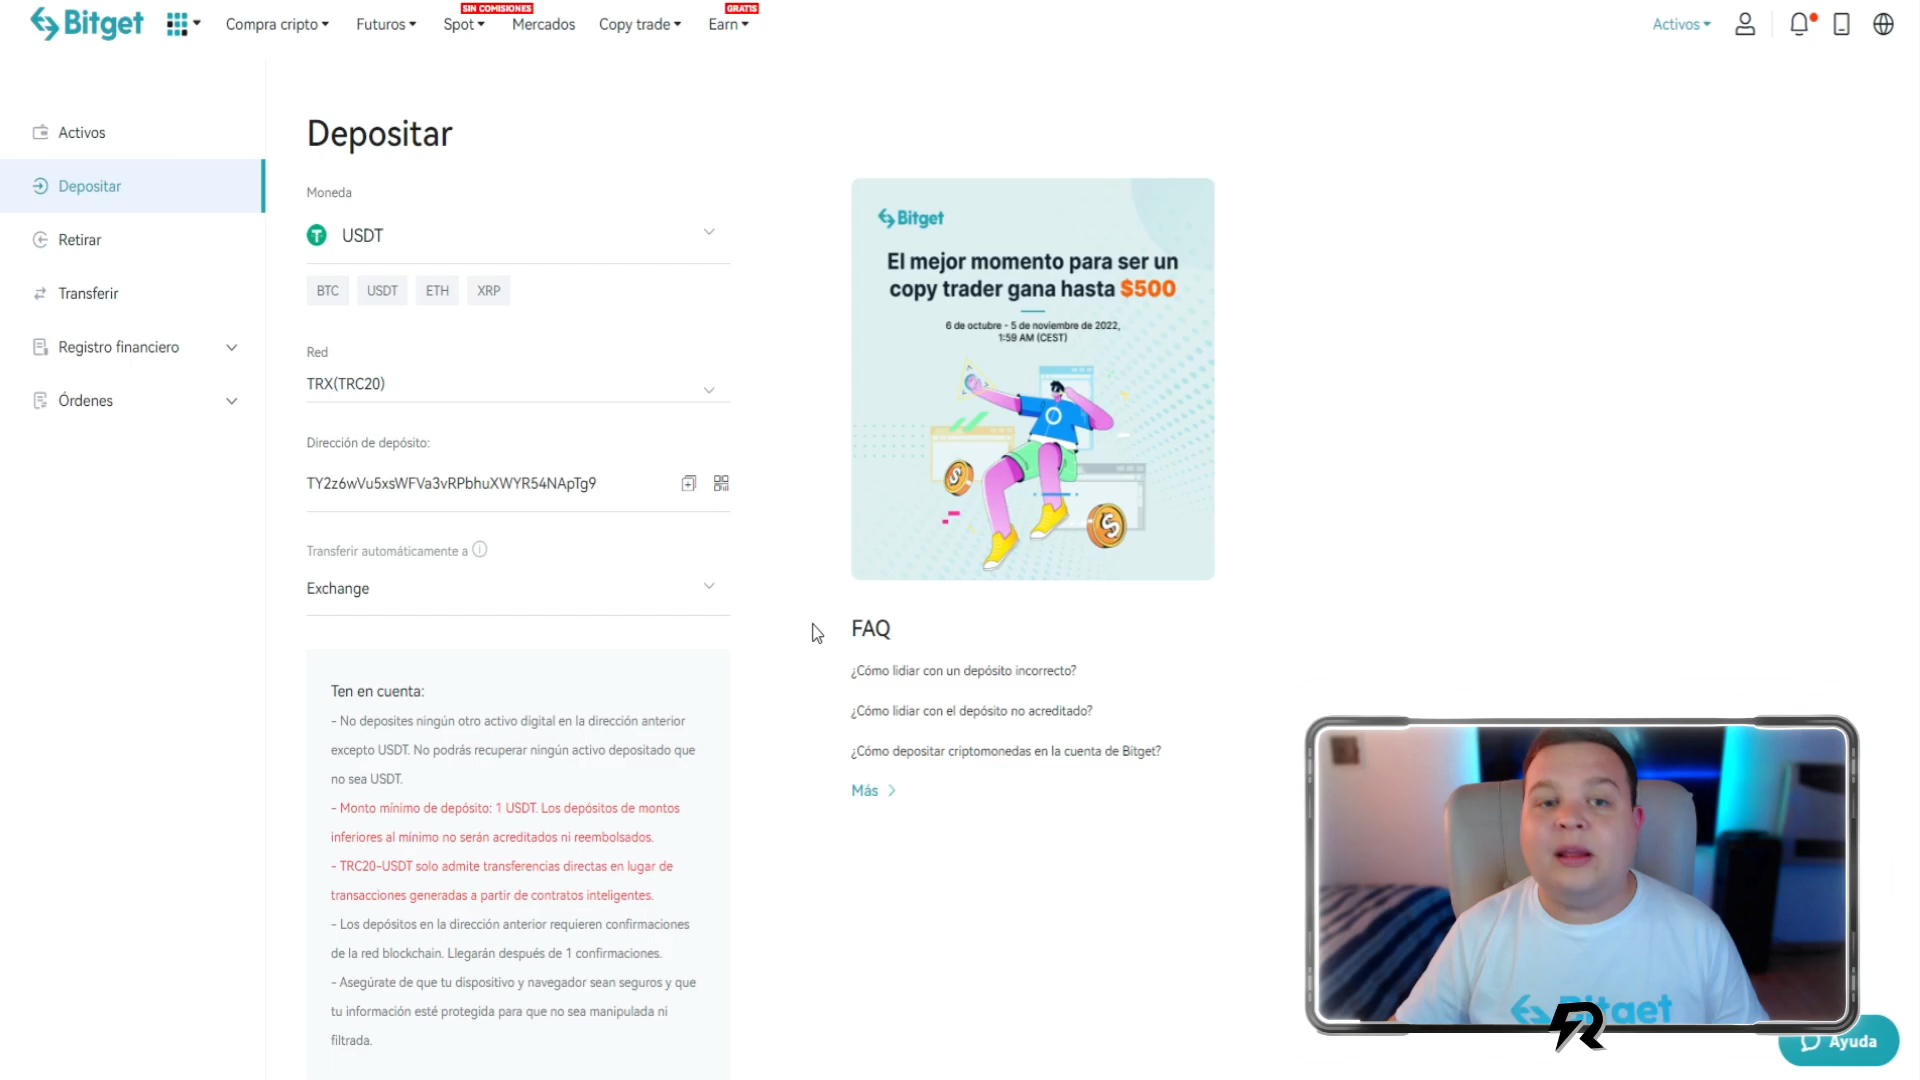 Bitget
Compra cripto
Futuros
SIN COMISIONES
Spot
Mercados
Copy trade
GRATIS
Earn
Activos
Activos
Depositar
Retirar
Transferir
Registro financiero
Órdenes
Depositar
Moneda
USDT
BTC
USDT
ETH
XRP
Red
TRX(TRC20)
Dirección de depósito:
TY2z6wVu5xsWFVa3vRPbhuXWYR54NApTg9
Transferir automáticamente a
Exchange
Ten en cuenta:
- No deposites ningún otro activo digital en la dirección anterior
excepto USDT. No podrás recuperar ningún activo depositado que
no sea USDT.
- Monto mínimo de depósito: 1 USDT. Los depósitos de montos
inferiores al mínimo no serán acreditados ni reembolsados.
- TRC20-USDT solo admite transferencias directas en lugar de
transacciones generadas a partir de contratos inteligentes.
- Los depósitos en la dirección anterior requieren confirmaciones
de la red blockchain. Llegarán después de 1 confirmaciones.
- Asegúrate de que tu dispositivo y navegador sean seguros y que
tu información esté protegida para que no sea manipulada ni
filtrada.
Bitget
El mejor momento para ser un
copy trader gana hasta $500
6 de octubre - 5 de noviembre de 2022,
1:59 AM (CEST)
FAQ
¿Cómo lidiar con un depósito incorrecto?
¿Cómo lidiar con el depósito no acreditado?
¿Cómo depositar criptomonedas en la cuenta de Bitget?
Más
Bitget
R
Ayuda